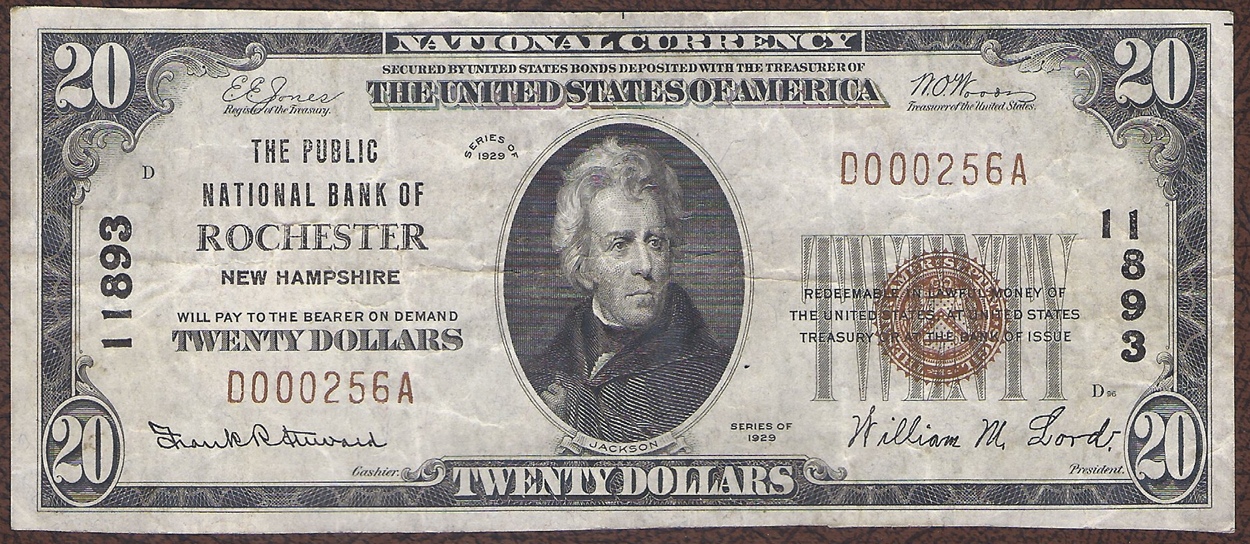 NATIONAL CURRENCY
SECURED BY UNITED STATES BONDS DEPOSITED WITH THE TREASURER OF
THE UNITED STATES OF AMERICA
20
20
E E Jones
Register of the Treasury.
W. O. Woods
Treasurer of the United States.
SERIES OF
1929
THE PUBLIC
NATIONAL BANK OF
ROCHESTER
NEW HAMPSHIRE
D
D000256A
11893
11893
WILL PAY TO THE BEARER ON DEMAND
TWENTY DOLLARS
D000256A
TWENTY
REDEEMABLE IN LAWFUL MONEY OF
THE UNITED STATES AT UNITED STATES
TREASURY OR AT THE BANK OF ISSUE
D 96
Frank R Steward
Cashier.
JACKSON
SERIES OF
1929
William M. Lord
President.
20
TWENTY DOLLARS
20